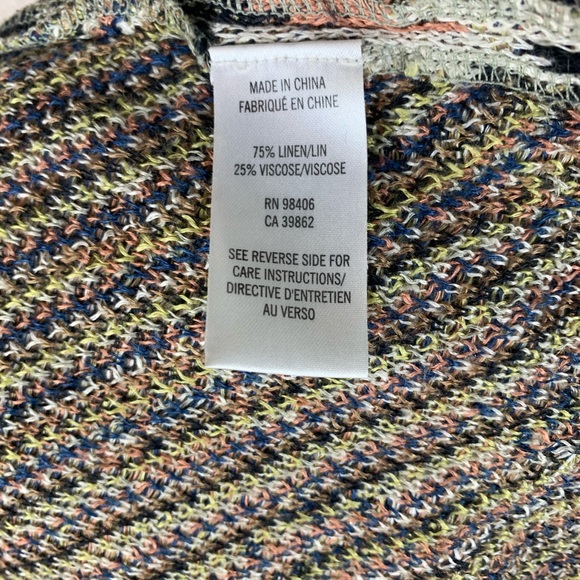 MADE IN CHINA
FABRIQUÉ EN CHINE
75% LINEN/LIN
25% VISCOSE/VISCOSE
RN 98406
CA 39862
SEE REVERSE SIDE FOR
CARE INSTRUCTIONS/
DIRECTIVE D'ENTRETIEN
AU VERSO